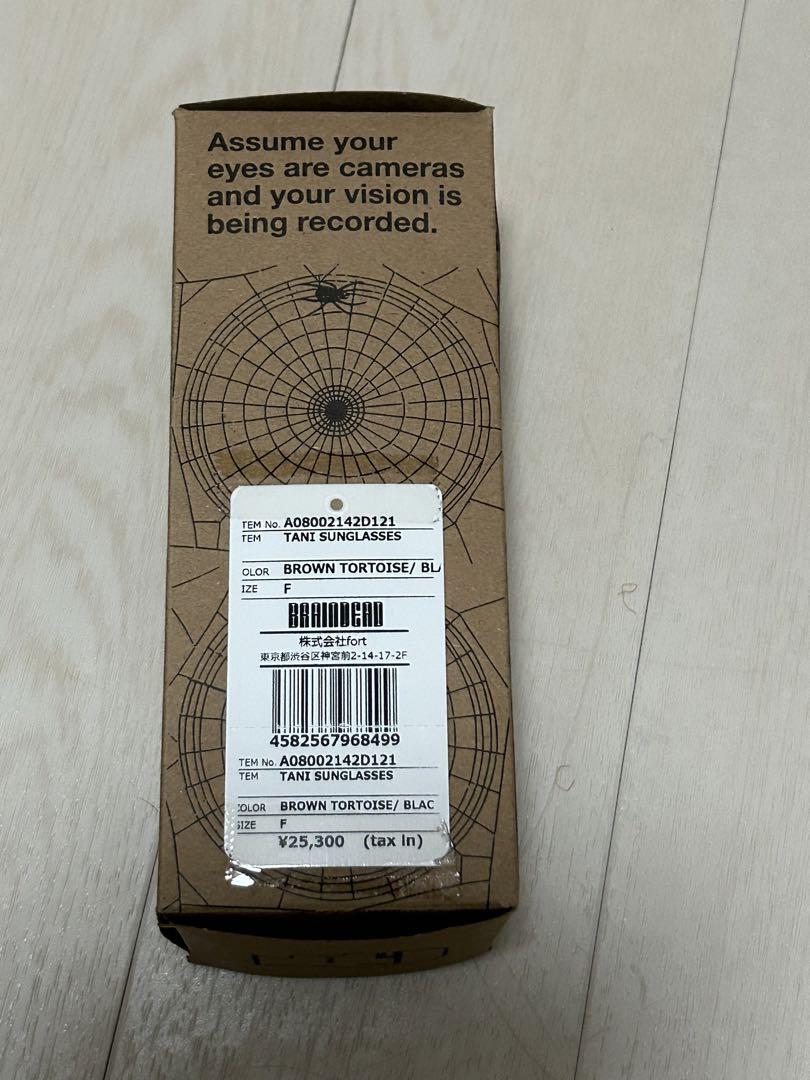 Assume your
eyes are cameras
and your vision is
being recorded.
TEM No. A08002142D121
TEM TANI SUNGLASSES
OLOR BROWN TORTOISE/ BLA
IZE F
BRAINDEAD
株式会社fort
東京都渋谷区神宮前2-14-17-2F
4582567968499
TEM No. A08002142D121
TEM TANI SUNGLASSES
COLOR BROWN TORTOISE/ BLAC
SIZE F
¥25,300 (tax in)